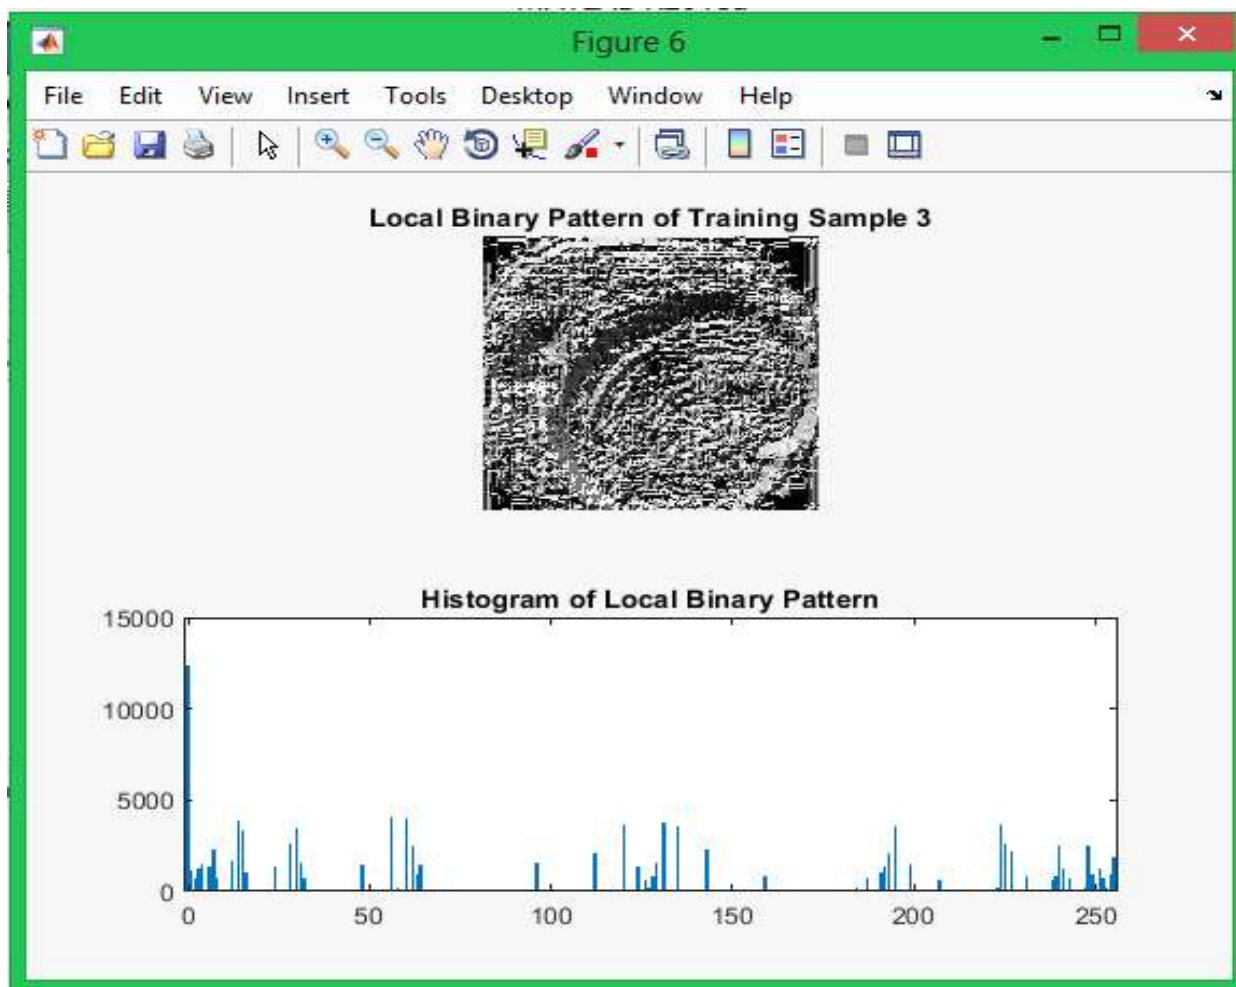 Figure 6
File Edit View Insert Tools Desktop Window Help
Local Binary Pattern of Training Sample 3
Histogram of Local Binary Pattern
15000
10000
5000
0
0 50 100 150 200 250